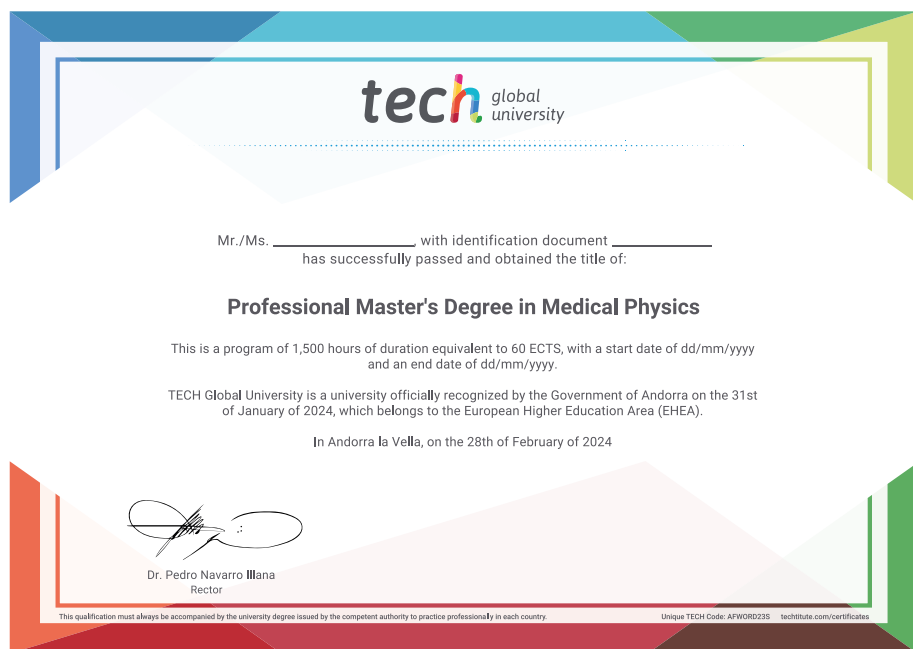 tech global university
Mr./Ms. ____________, with identification document ____________
has successfully passed and obtained the title of:
Professional Master's Degree in Medical Physics
This is a program of 1,500 hours of duration equivalent to 60 ECTS, with a start date of dd/mm/yyyy
and an end date of dd/mm/yyyy.
TECH Global University is a university officially recognized by the Government of Andorra on the 31st
of January of 2024, which belongs to the European Higher Education Area (EHEA).
In Andorra la Vella, on the 28th of February of 2024
Dr. Pedro Navarro Illana
Rector
This qualification must always be accompanied by the university degree issued by the competent authority to practice professionally in each country.
Unique TECH Code: AFWORD23S techtitute.com/certificates